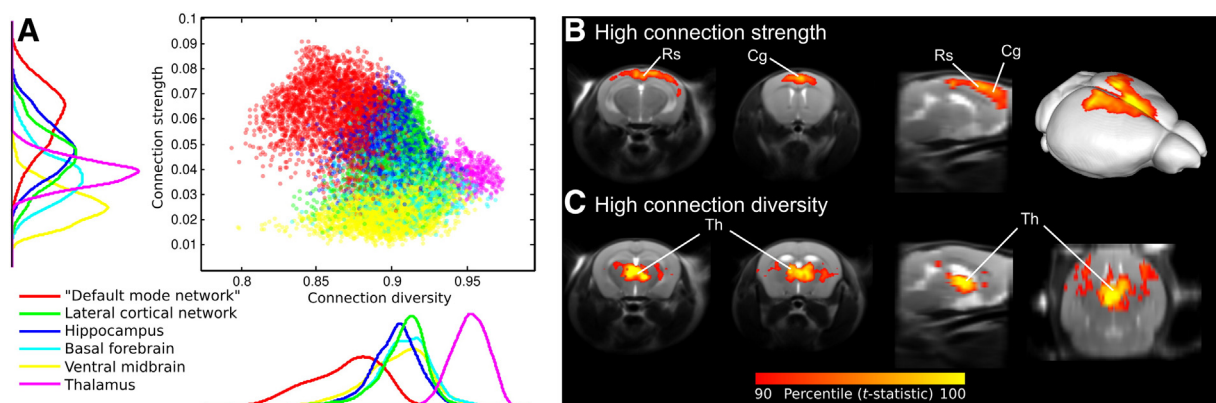 A
Connection strength
0.09
0.08
0.07
0.06
0.05
0.04
0.03
0.02
0.01
0.8 0.85 0.9 0.95
Connection diversity
"Default mode network"
Lateral cortical network
Hippocampus
Basal forebrain
Ventral midbrain
Thalamus
B High connection strength
Rs
Cg
Rs
Cg
C High connection diversity
Th
Th
90 Percentile (t-statistic) 100